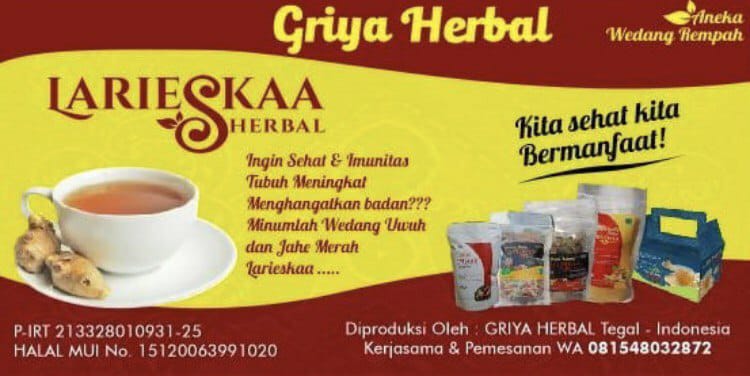 Griya Herbal
Aneka
Wedang Rempah
LARIESKAA
HERBAL
Kita sehat kita
Bermanfaat!
Ingin Sehat & Imunitas
Tubuh Meningkat
Menghangatkan badan???
Minumlah Wedang Uwuh
dan Jahe Merah
Larieskaa .....
P-IRT 213328010931-25
HALAL MUI No. 15120063991020
Diproduksi Oleh : GRIYA HERBAL Tegal - Indonesia
Kerjasama & Pemesanan WA 081548032872